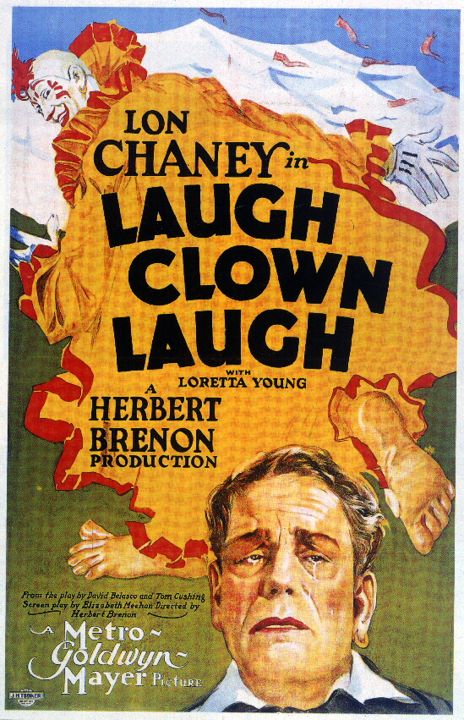 LON
CHANEY in
LAUGH
CLOWN
LAUGH
WITH
LORETTA YOUNG
A
HERBERT
BRENON
PRODUCTION
From the play by David Belasco and Tom Cushing
Screen play by Elizabeth Meehan Directed by
Herbert Brenon
A Metro~
Goldwyn~
Mayer PICTURE
J.H. TOOKER